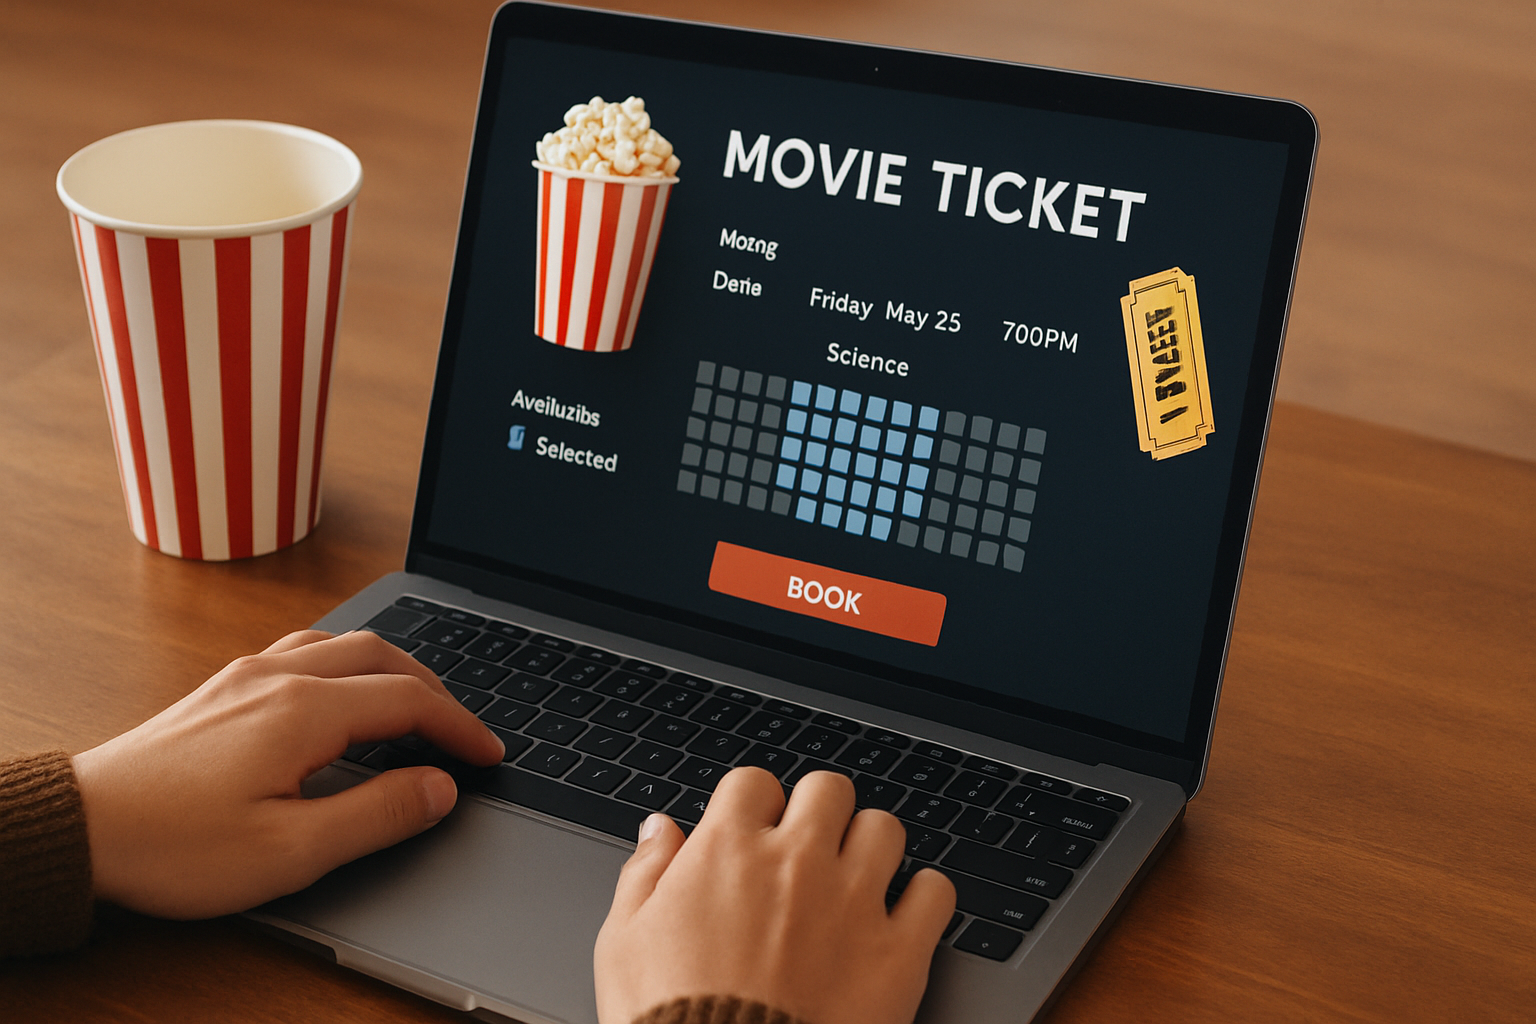 MOVIE TICKET
Mozng
Derie
Friday May 25 700PM
Science
Aveiluzibs
Selected
BOOK